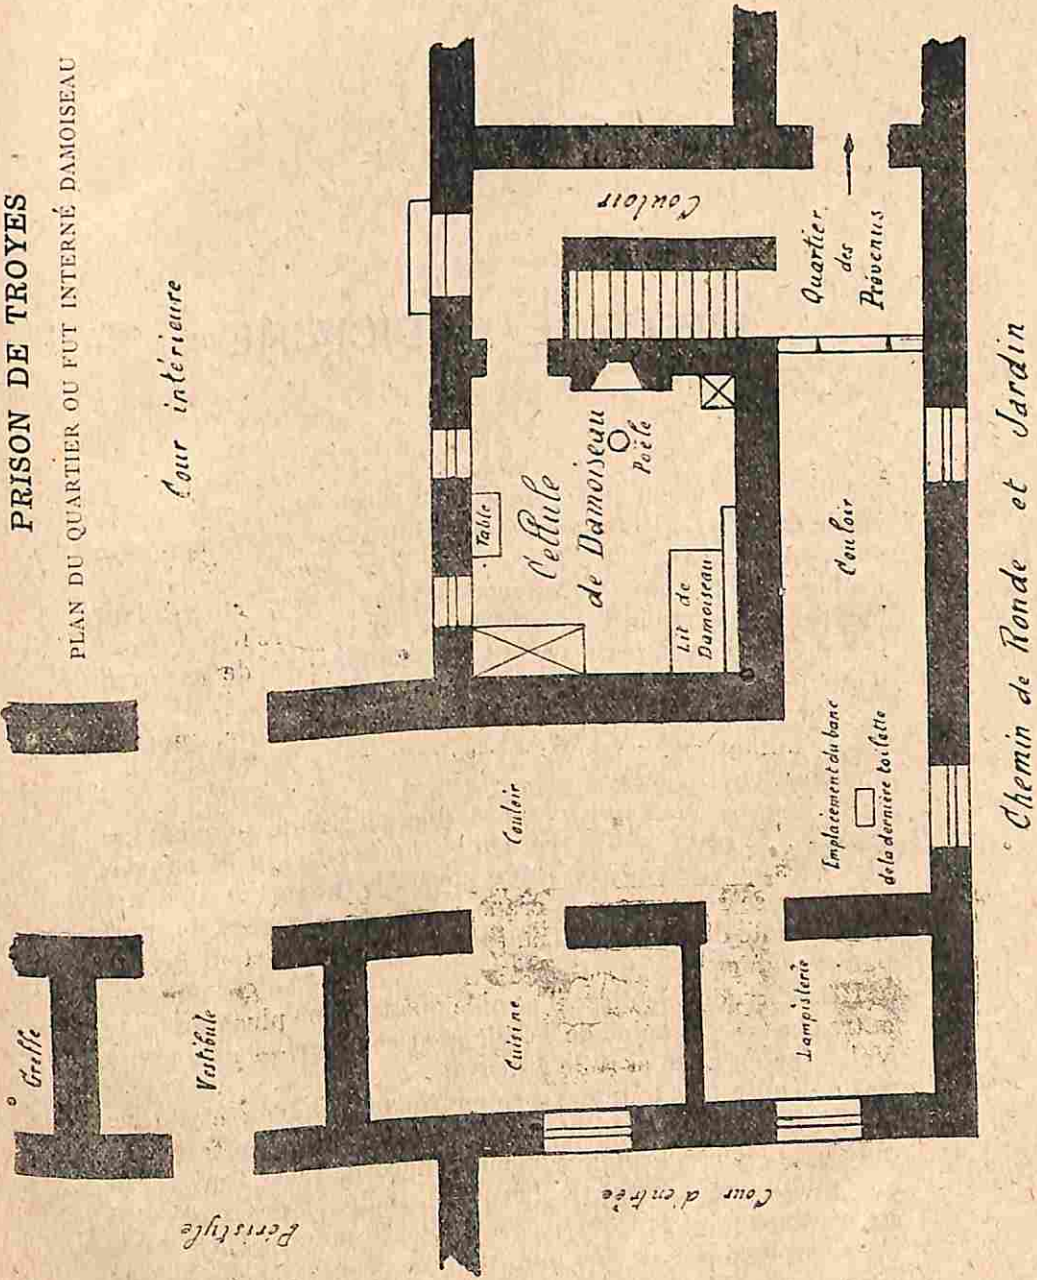 PRISON DE TROYES
PLAN DU QUARTIER OU FUT INTERNÉ DAMOISEAU
Cour intérieure
Couloir
Quartier
des
Prévenus
Cellule
de Damoiseau
Poële
Table
Lit de
Damoiseau
Couloir
Couloir
Emplacement du banc
de la dernière toilette
Greffe
Vestibule
Cuisine
Lampisterie
Péristyle
Cour d'entrée
Chemin de Ronde et Jardin